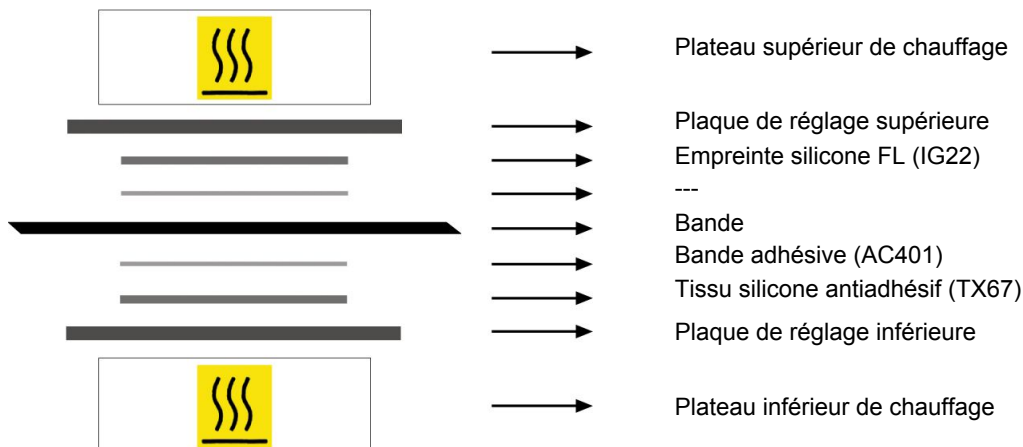 Plateau supérieur de chauffage
Plaque de réglage supérieure
Empreinte silicone FL (IG22)
---
Bande
Bande adhésive (AC401)
Tissu silicone antiadhésif (TX67)
Plaque de réglage inférieure
Plateau inférieur de chauffage